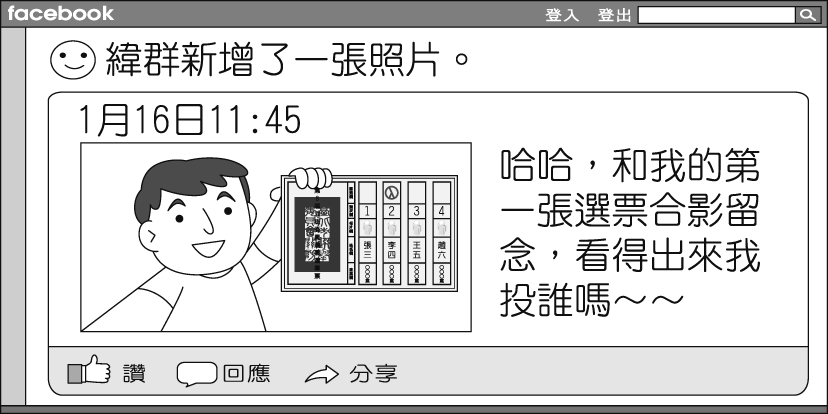 facebook
登入 登出
緯群新增了一張照片。
1月16日11:45
1 2 3 4
張三 李四 王五 趙六
哈哈，和我的第
一張選票合影留
念，看得出來我
投誰嗎～～
讚 回應 分享